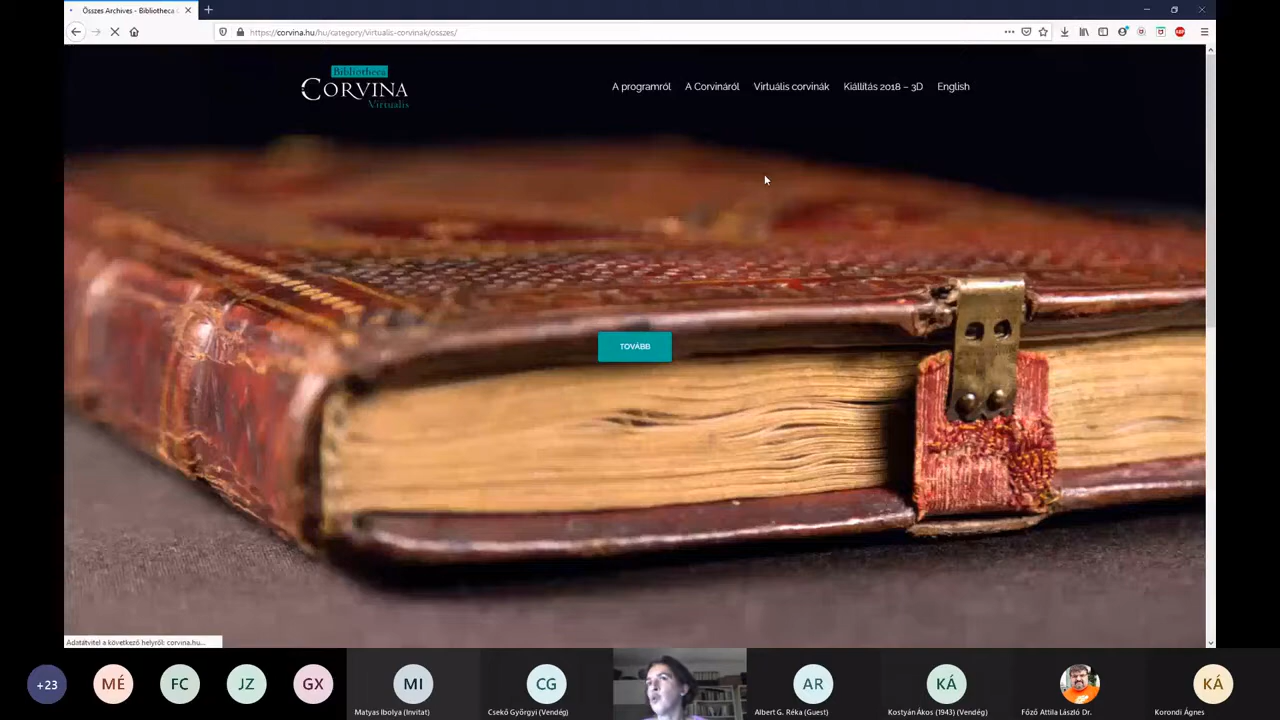 Összes Archives - Bibliotheca C
https://corvina.hu/hu/category/virtualis-corvinak/osszes/
ABP
Bibliotheca
CORVINA
Virtualis
A programról
A Corvináról
Virtuális corvinák
Kiállítás 2018 – 3D
English
TOVÁBB
Adatátvitel a következő helyről: corvina.hu...
+23
MÉ
FC
JZ
GX
MI
Matyas Ibolya (Invitat)
CG
Csekő Györgyi (Vendég)
AR
Albert G. Réka (Guest)
KÁ
Kostyán Ákos (1943) (Vendég)
Főző Attila László Dr.
KÁ
Korondi Ágnes